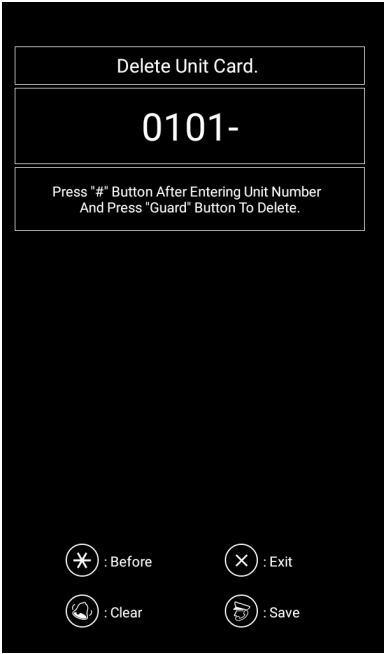 Delete Unit Card.
0101-
Press "#" Button After Entering Unit Number
And Press "Guard" Button To Delete.
: Before
: Exit
: Clear
: Save